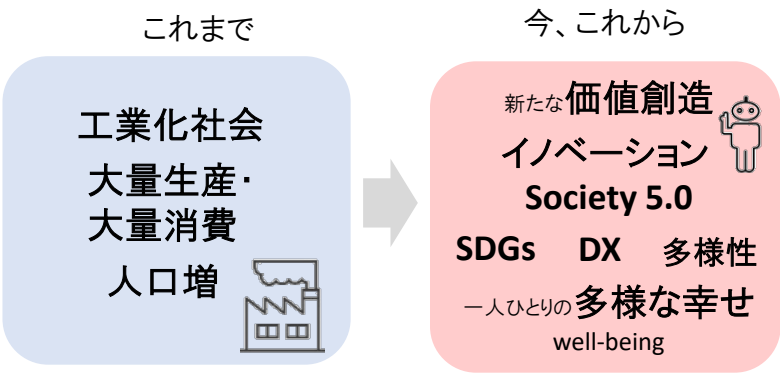 これまで
工業化社会
大量生産・
大量消費
人口増
今、これから
新たな価値創造
イノベーション
Society 5.0
SDGs DX 多様性
一人ひとりの多様な幸せ
well-being